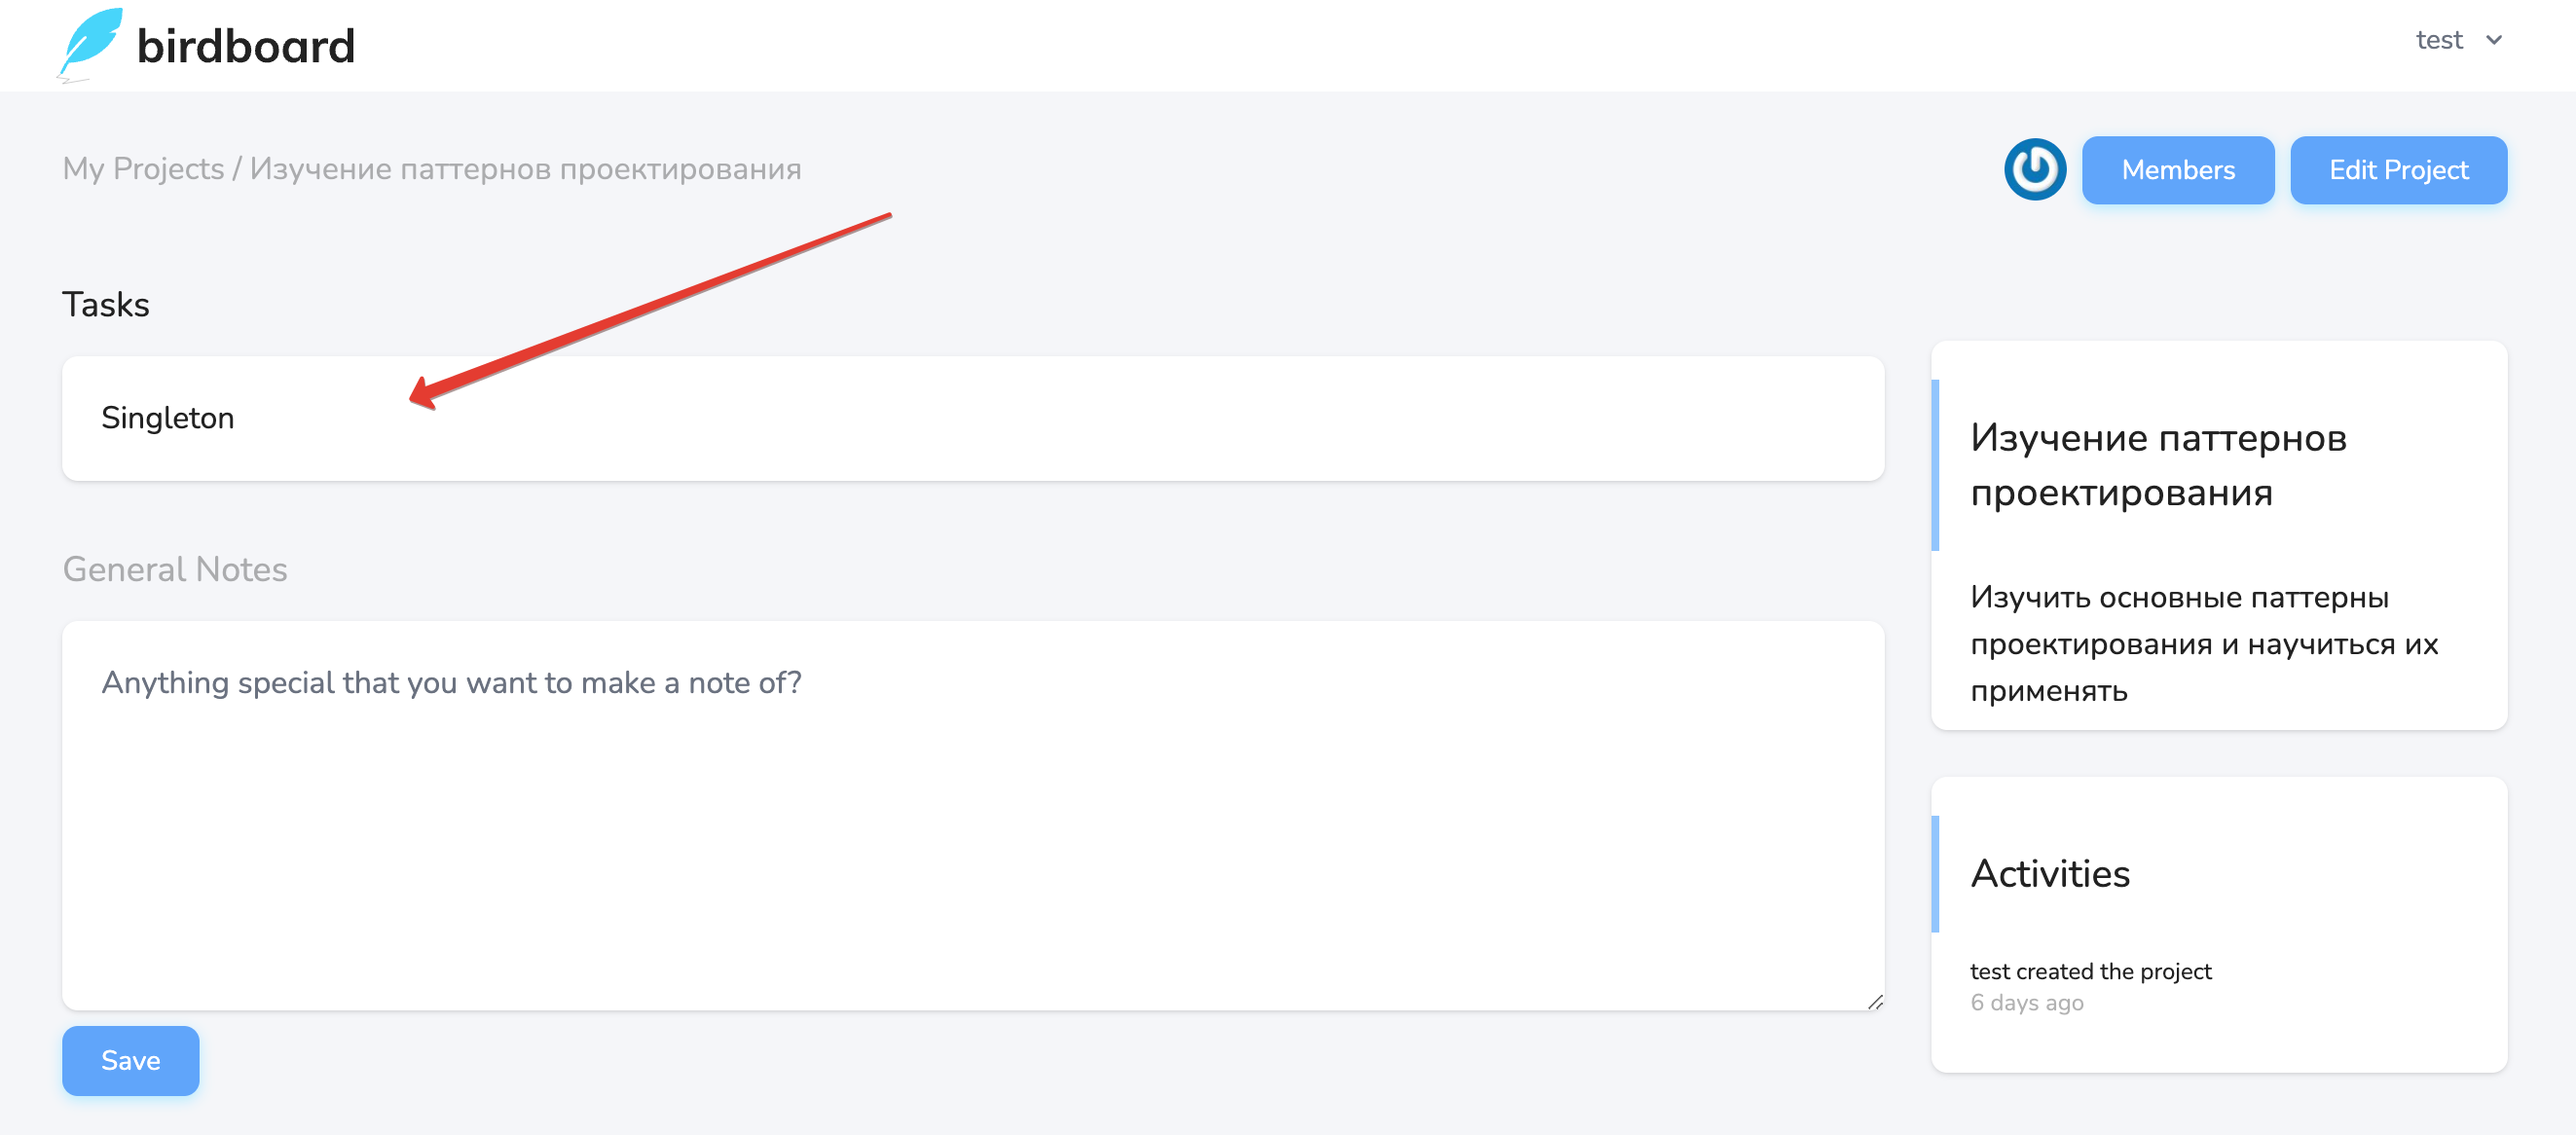 birdboard
test
My Projects / Изучение паттернов проектирования
Members
Edit Project
Tasks
Singleton
General Notes
Anything special that you want to make a note of?
Save
Изучение паттернов
проектирования
Изучить основные паттерны
проектирования и научиться их
применять
Activities
test created the project
6 days ago